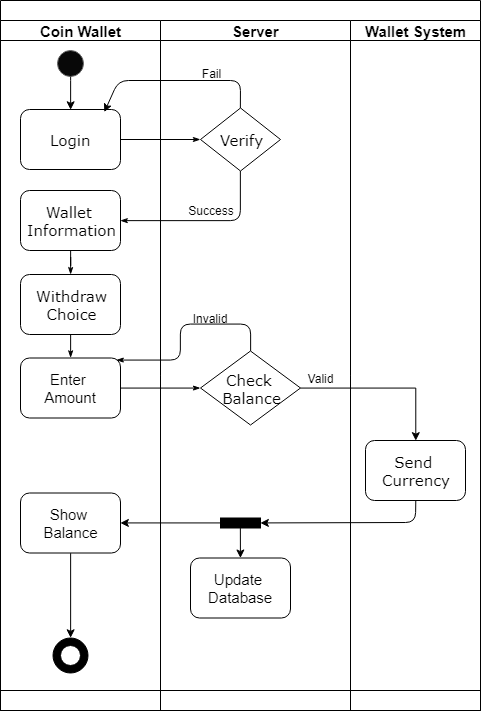 Coin Wallet
Server
Wallet System
Fail
Login
Verify
Success
Wallet
Information
Withdraw
Choice
Invalid
Enter
Amount
Check
Balance
Valid
Send
Currency
Show
Balance
Update
Database